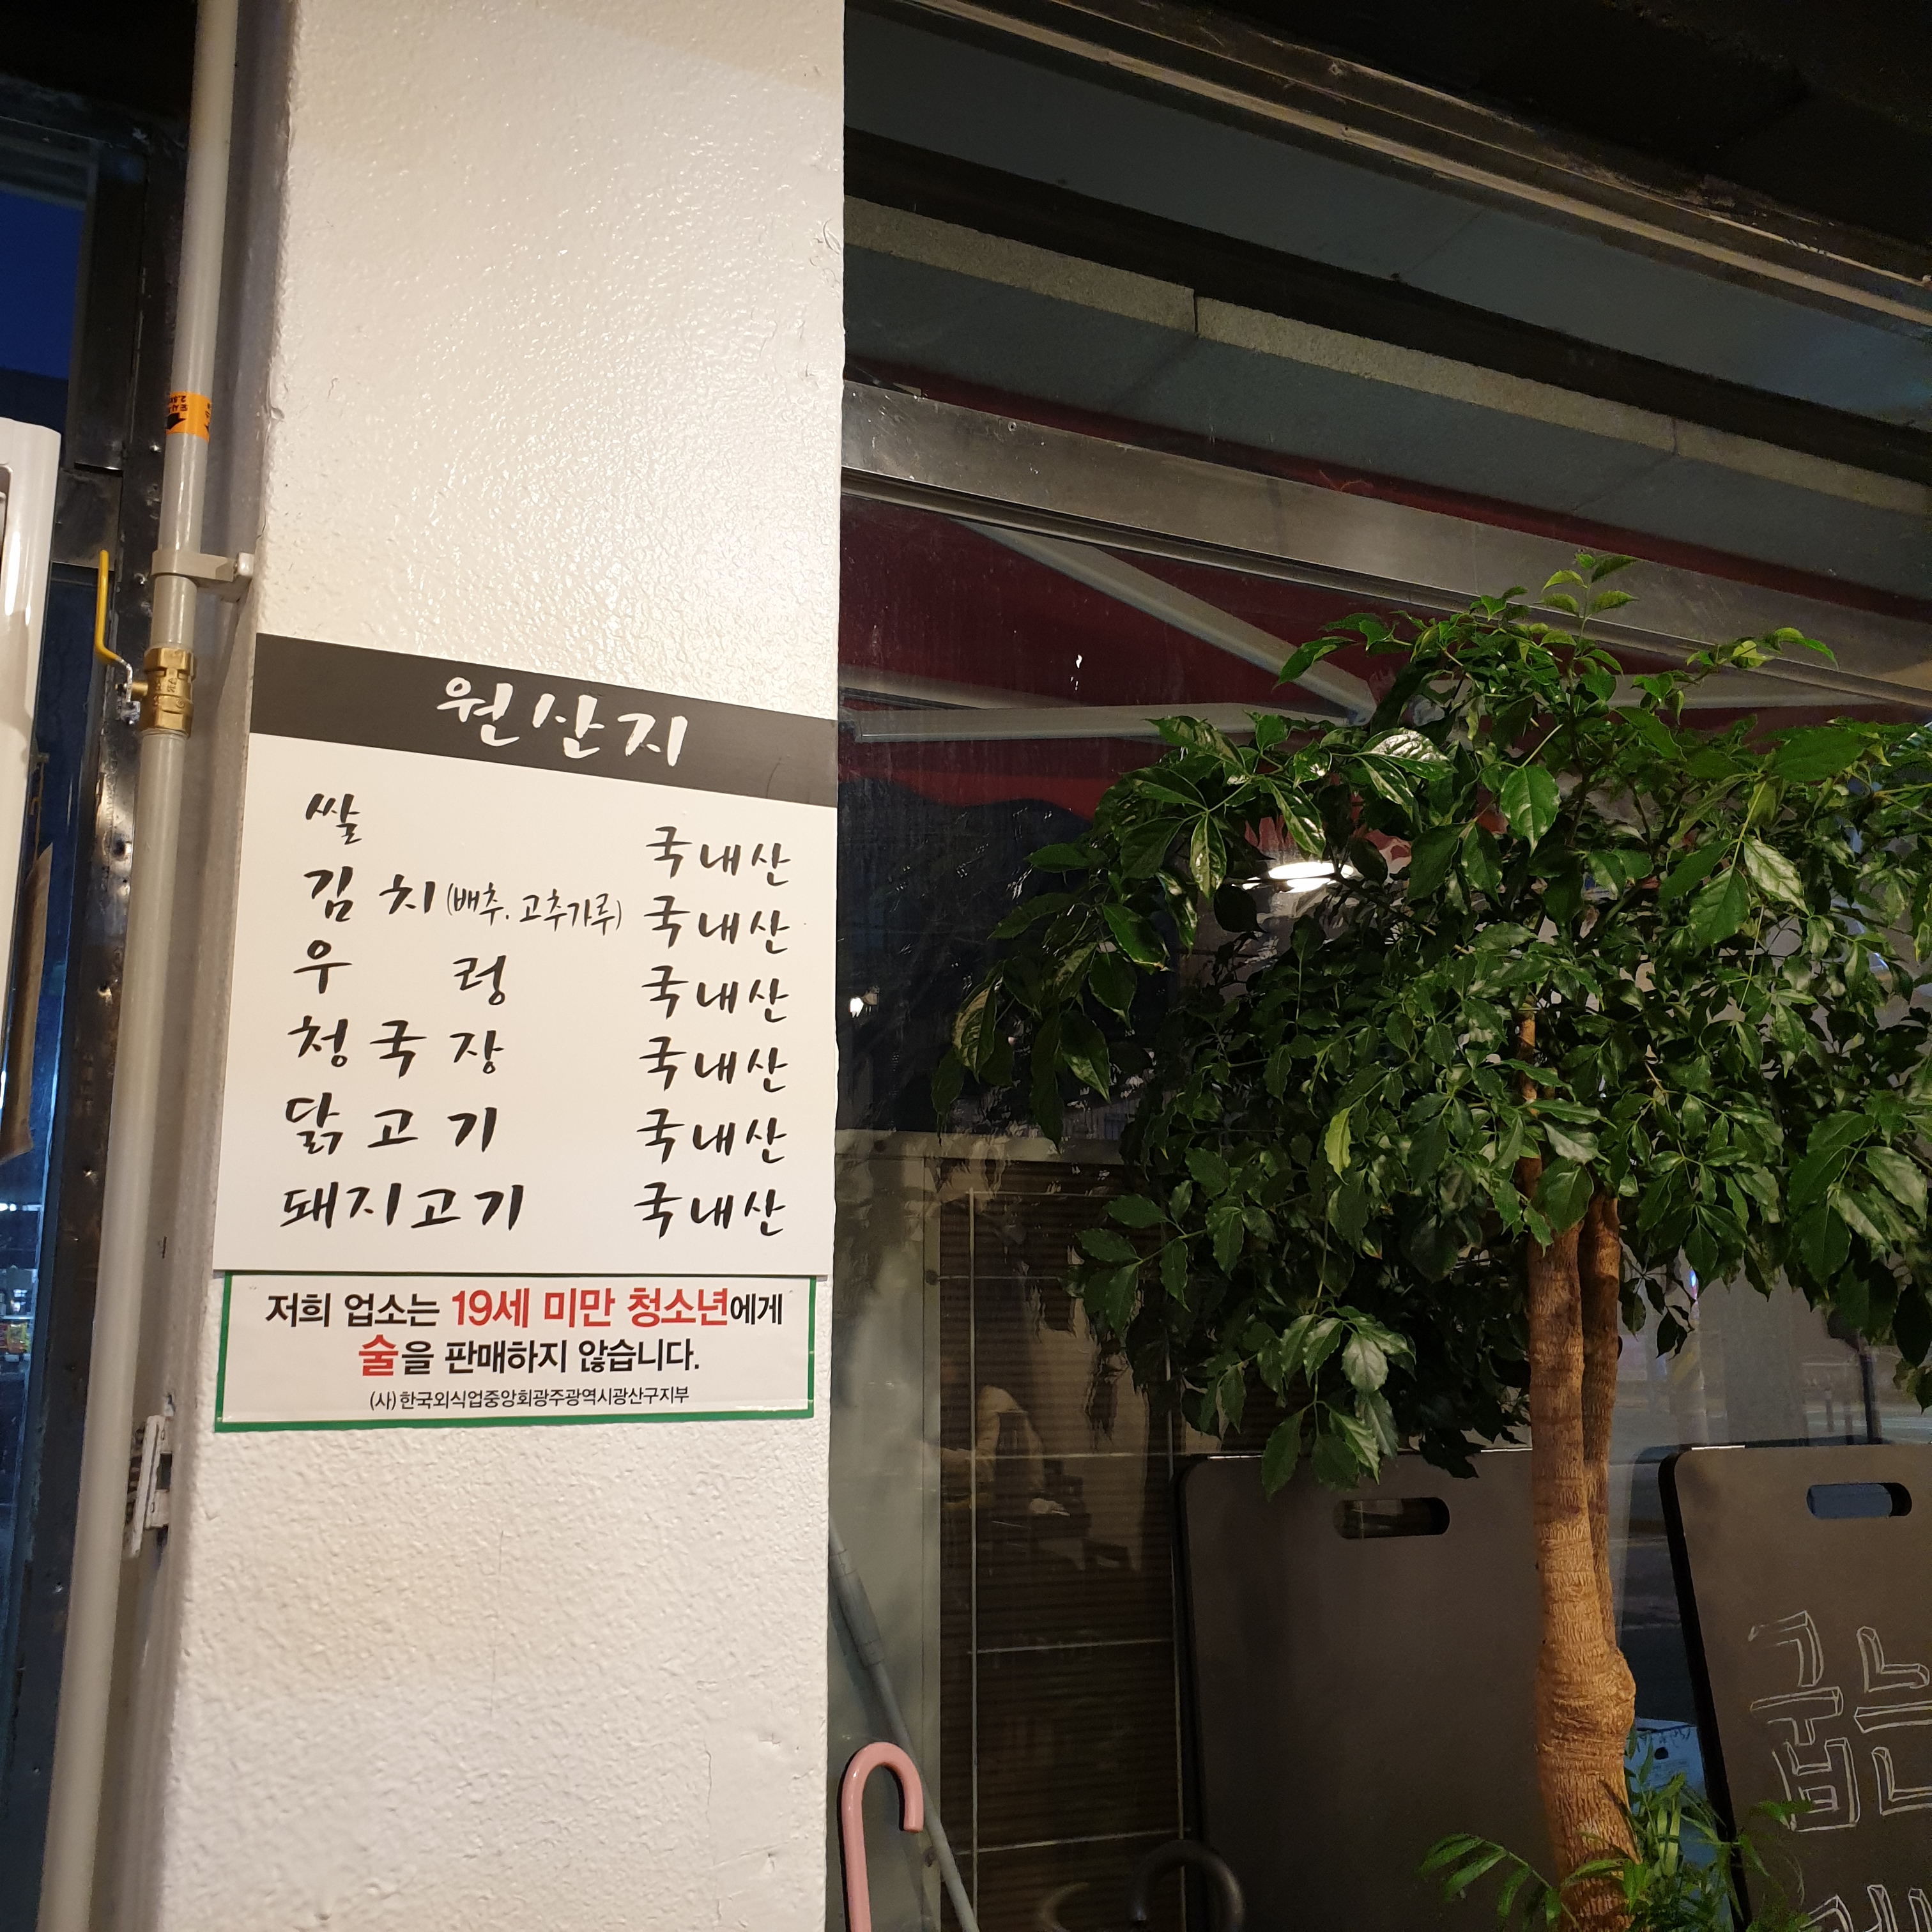 원산지
쌀 국내산
김치(배추, 고추가루) 국내산
우렁 국내산
청국장 국내산
닭고기 국내산
돼지고기 국내산
저희 업소는 19세 미만 청소년에게
술을 판매하지 않습니다.
(사)한국외식업중앙회광주광역시광산구지부